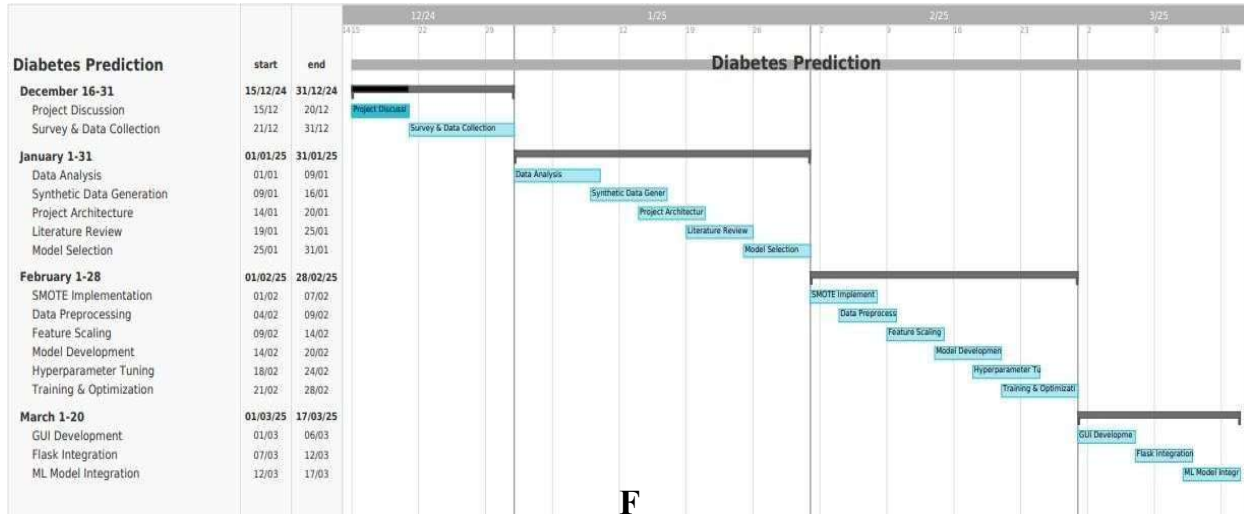 12/24 1/25 2/25 3/25
14 15 22 29 5 12 19 26 2 9 16 23 2 9 16
Diabetes Prediction start end Diabetes Prediction
December 16-31 15/12/24 31/12/24
Project Discussion 15/12 20/12 Project Discussi
Survey & Data Collection 21/12 31/12 Survey & Data Collection
January 1-31 01/01/25 31/01/25
Data Analysis 01/01 09/01 Data Analysis
Synthetic Data Generation 09/01 16/01 Synthetic Data Gener
Project Architecture 14/01 20/01 Project Architectur
Literature Review 19/01 25/01 Literature Review
Model Selection 25/01 31/01 Model Selection
February 1-28 01/02/25 28/02/25
SMOTE Implementation 01/02 07/02 SMOTE Implement
Data Preprocessing 04/02 09/02 Data Preprocess
Feature Scaling 09/02 14/02 Feature Scaling
Model Development 14/02 20/02 Model Developmen
Hyperparameter Tuning 18/02 24/02 Hyperparameter Tu
Training & Optimization 21/02 28/02 Training & Optimizati
March 1-20 01/03/25 17/03/25
GUI Development 01/03 06/03 GUI Developme
Flask Integration 07/03 12/03 Flask Integration
ML Model Integration 12/03 17/03 ML Model Integr
F